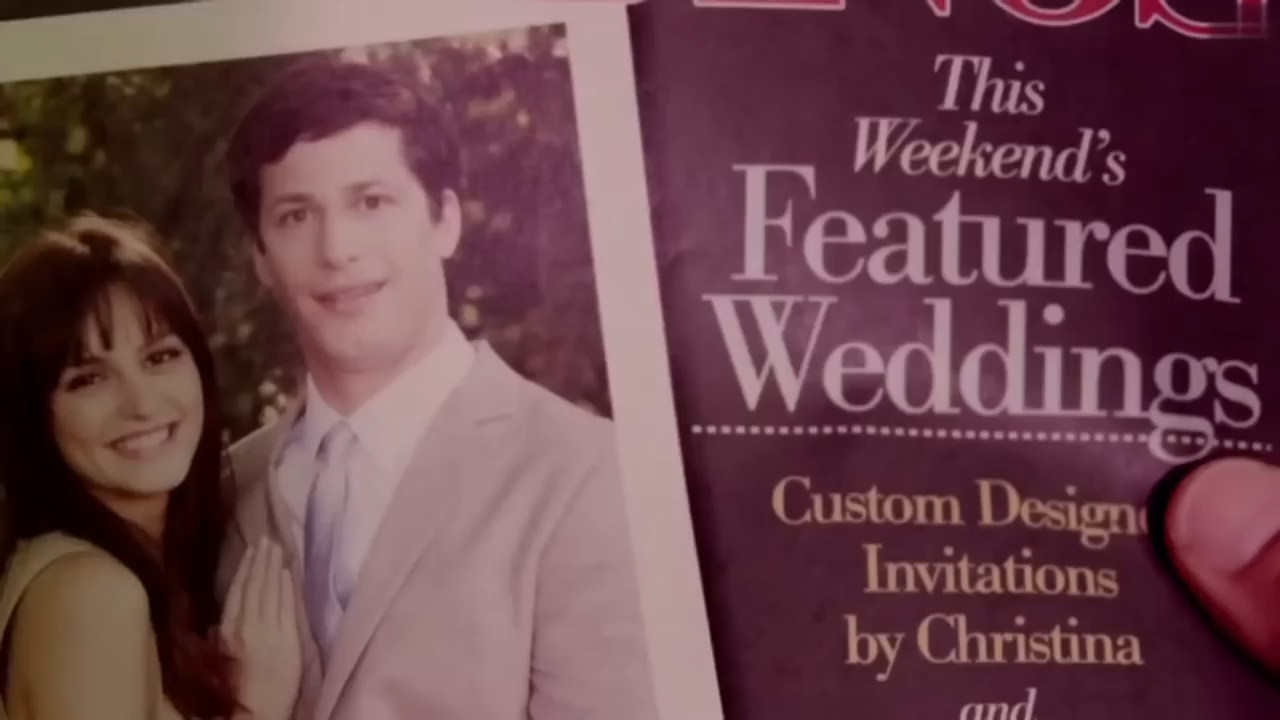 This
Weekend's
Featured
Weddings
Custom Design
Invitations
by Christina
and